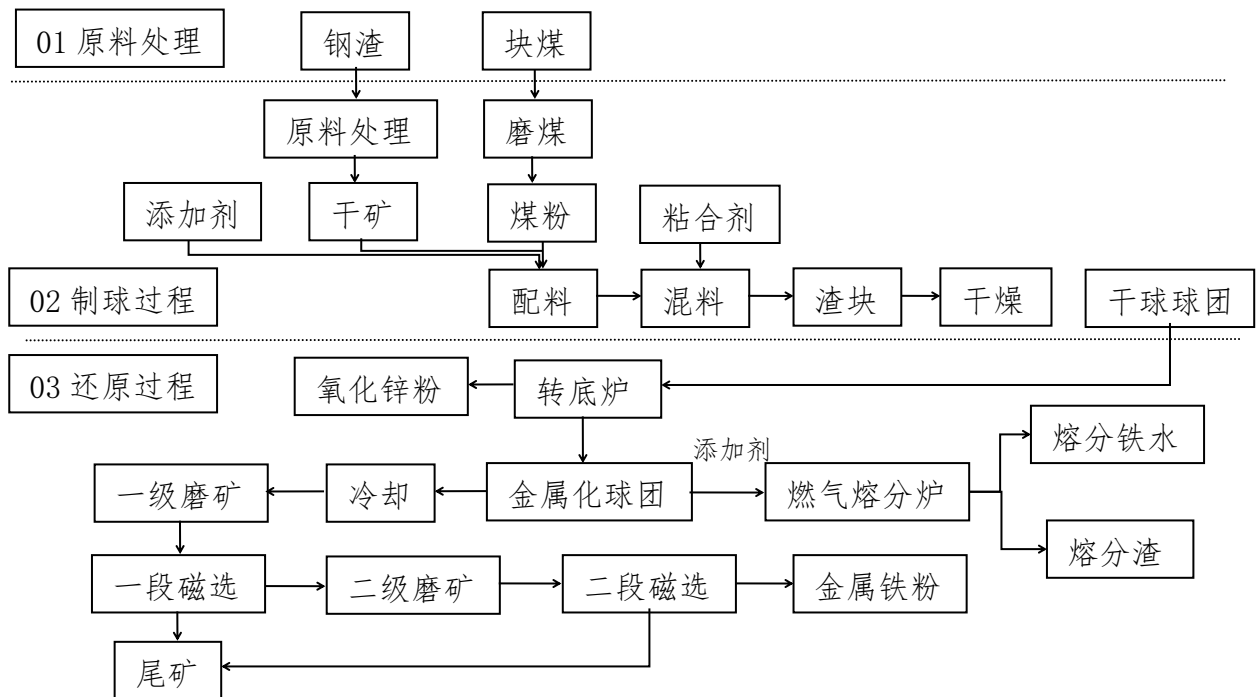 01 原料处理
钢渣
块煤
原料处理
磨煤
添加剂
干矿
煤粉
粘合剂
02 制球过程
配料
混料
渣块
干燥
干球球团
03 还原过程
氧化锌粉
转底炉
熔分铁水
添加剂
一级磨矿
冷却
金属化球团
燃气熔分炉
熔分渣
一段磁选
二级磨矿
二段磁选
金属铁粉
尾矿